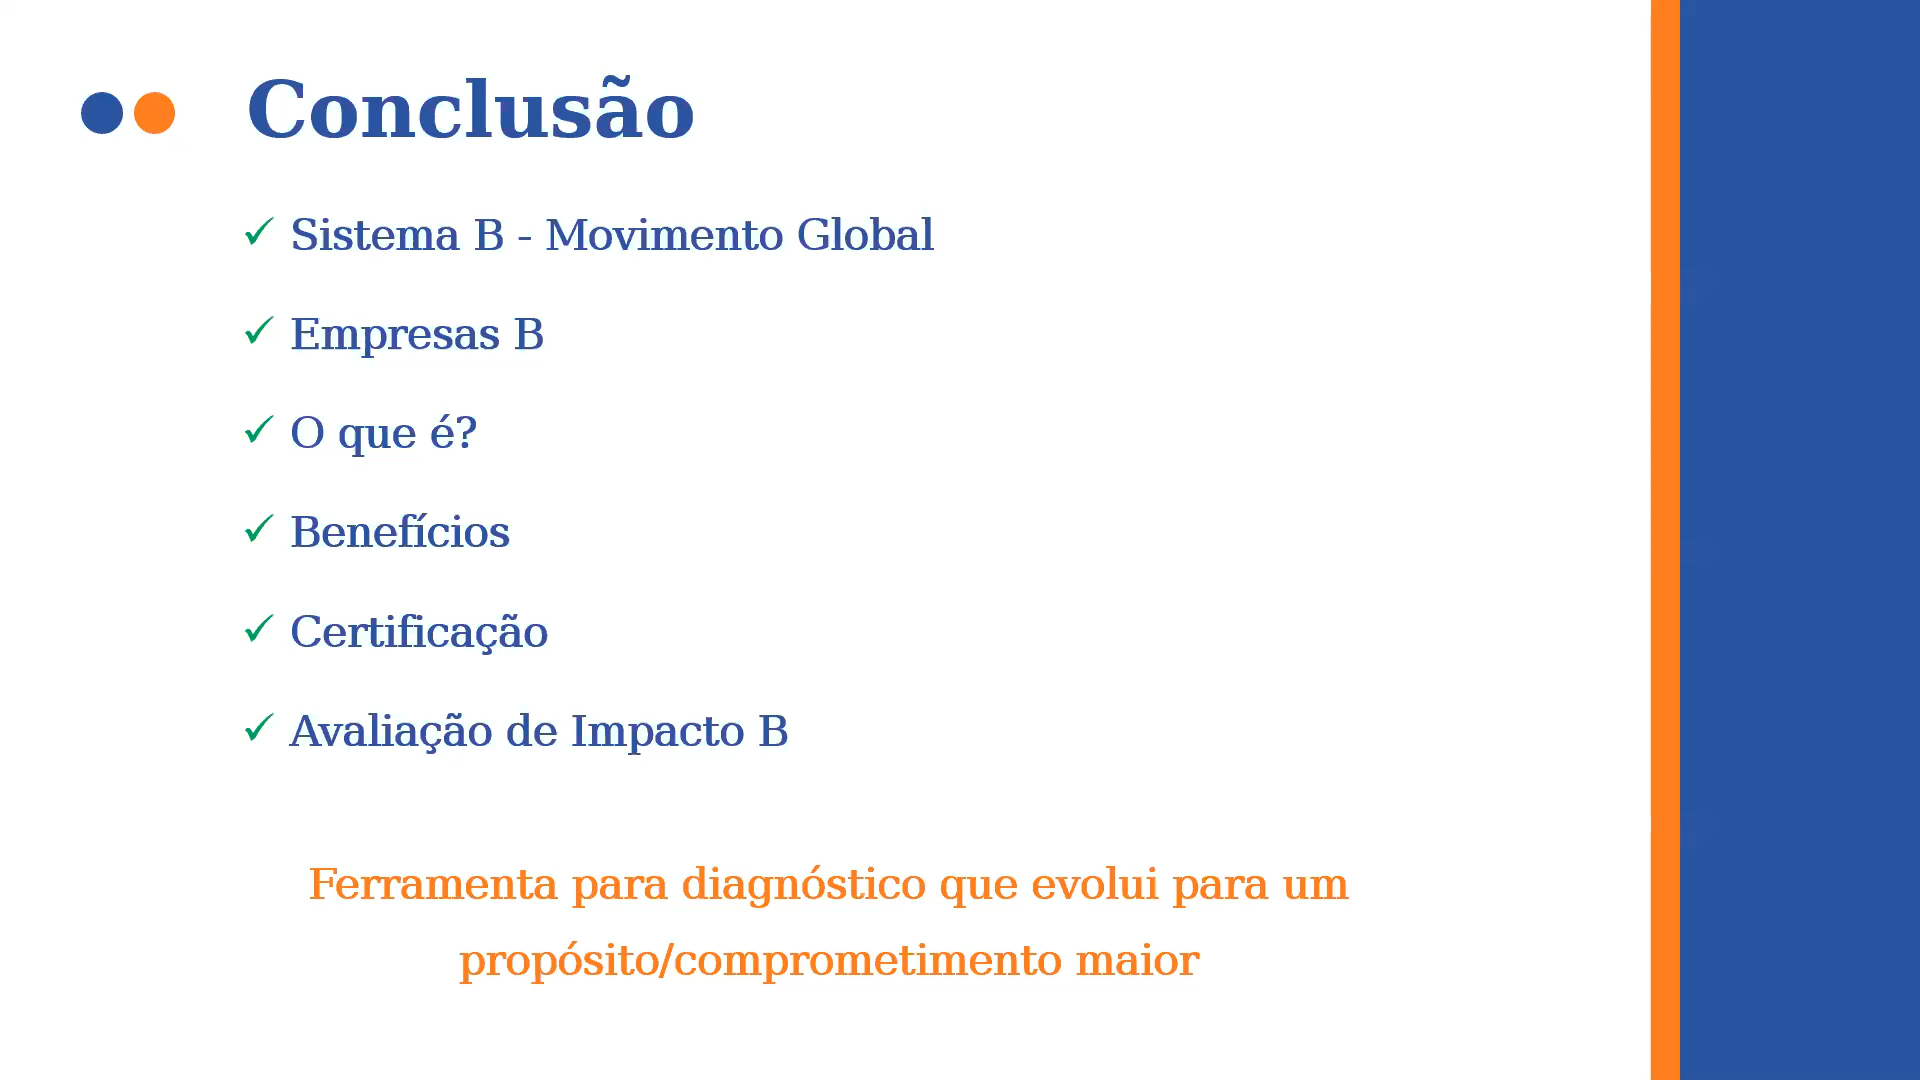 Conclusão
✓ Sistema B - Movimento Global
✓ Empresas B
✓ O que é?
✓ Benefícios
✓ Certificação
✓ Avaliação de Impacto B
Ferramenta para diagnóstico que evolui para um
propósito/comprometimento maior